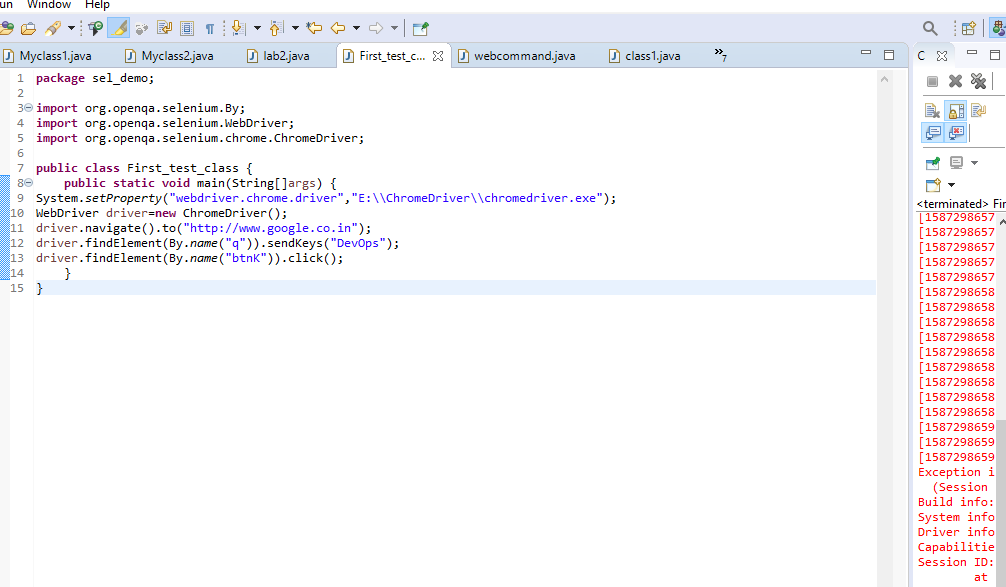 un Window Help
Myclass1.java Myclass2.java lab2.java First_test_c... webcommand.java class1.java »7 C
1 package sel_demo;
2
3 import org.openqa.selenium.By;
4 import org.openqa.selenium.WebDriver;
5 import org.openqa.selenium.chrome.ChromeDriver;
6
7 public class First_test_class {
8 public static void main(String[]args) {
9 System.setProperty("webdriver.chrome.driver","E:\\ChromeDriver\\chromedriver.exe");
10 WebDriver driver=new ChromeDriver();
11 driver.navigate().to("http://www.google.co.in");
12 driver.findElement(By.name("q")).sendKeys("DevOps");
13 driver.findElement(By.name("btnK")).click();
14 }
15 }
<terminated> Fir
[1587298657
[1587298657
[1587298657
[1587298657
[1587298657
[1587298658
[1587298658
[1587298658
[1587298658
[1587298658
[1587298658
[1587298658
[1587298658
[1587298658
[1587298659
[1587298659
[1587298659
Exception i
(Session
Build info:
System info
Driver info
Capabilitie
Session ID:
at